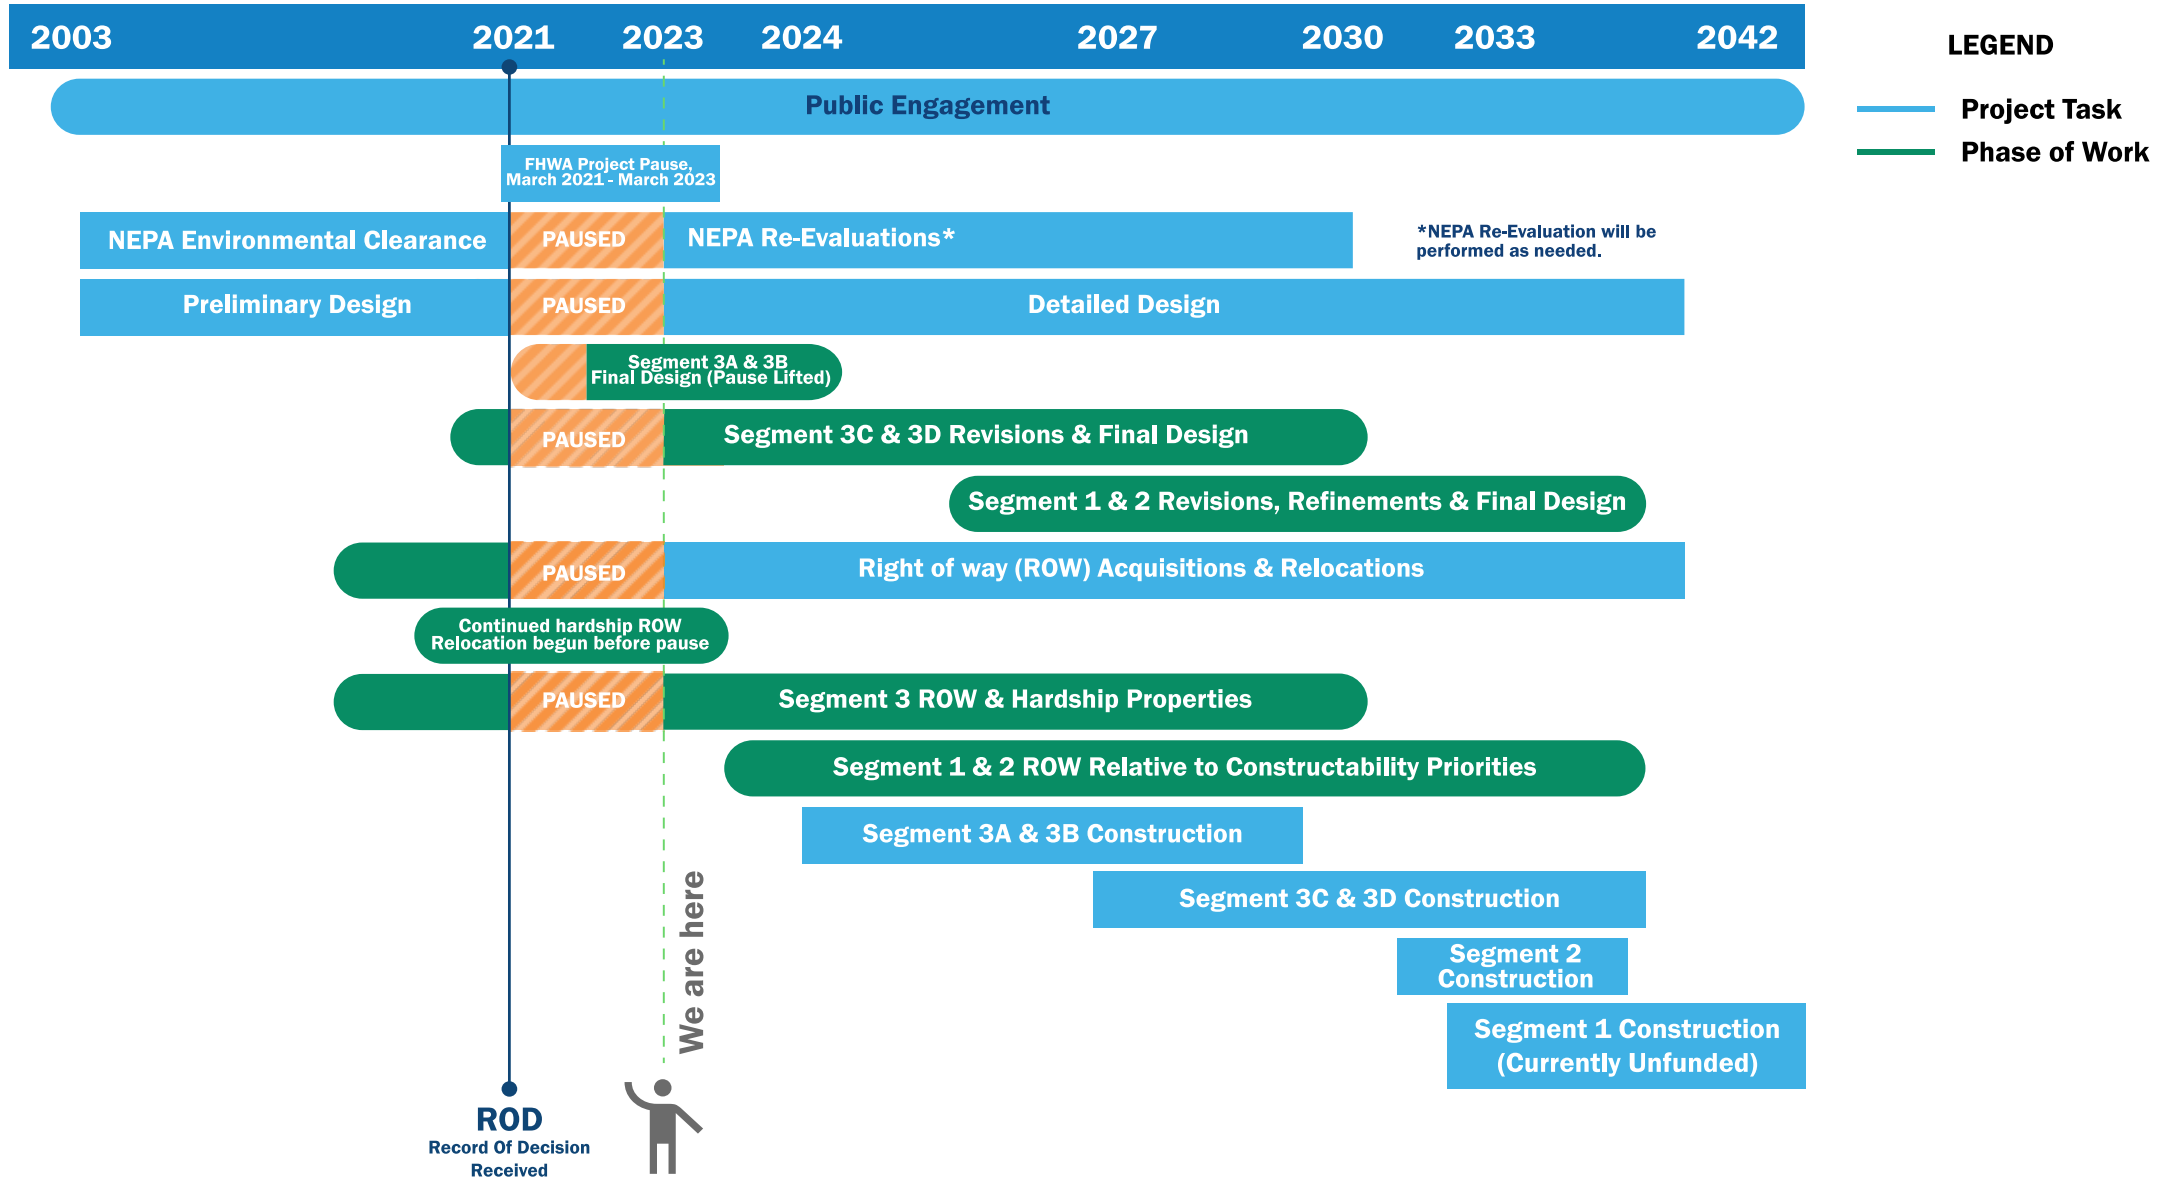 2003 2021 2023 2024 2027 2030 2033 2042
LEGEND
Project Task
Phase of Work
Public Engagement
FHWA Project Pause,
March 2021 - March 2023
NEPA Environmental Clearance
PAUSED
NEPA Re-Evaluations*
*NEPA Re-Evaluation will be
performed as needed.
Preliminary Design
PAUSED
Detailed Design
Segment 3A & 3B
Final Design (Pause Lifted)
PAUSED
Segment 3C & 3D Revisions & Final Design
Segment 1 & 2 Revisions, Refinements & Final Design
PAUSED
Right of way (ROW) Acquisitions & Relocations
Continued hardship ROW
Relocation begun before pause
PAUSED
Segment 3 ROW & Hardship Properties
Segment 1 & 2 ROW Relative to Constructability Priorities
Segment 3A & 3B Construction
Segment 3C & 3D Construction
Segment 2
Construction
Segment 1 Construction
(Currently Unfunded)
We are here
ROD
Record Of Decision
Received